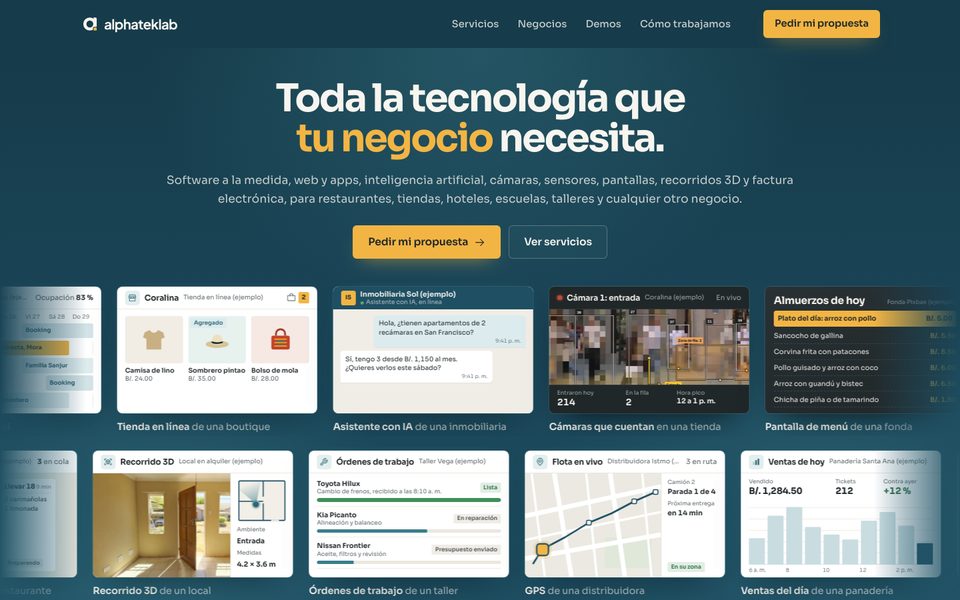 alphateklab
Servicios
Negocios
Demos
Cómo trabajamos
Pedir mi propuesta
Toda la tecnología que
tu negocio necesita.
Software a la medida, web y apps, inteligencia artificial, cámaras, sensores, pantallas, recorridos 3D y factura
electrónica, para restaurantes, tiendas, hoteles, escuelas, talleres y cualquier otro negocio.
Pedir mi propuesta →
Ver servicios
Ocupación 83 %
Vi 27 Sá 28 Do 29
Booking
Mora
Familia Sanjur
Booking
Coralina Tienda en línea (ejemplo) 2
Agregado
Camisa de lino
B/. 24.00
Sombrero pintao
B/. 35.00
Bolso de mola
B/. 28.00
Tienda en línea de una boutique
IS
Inmobiliaria Sol (ejemplo)
Asistente con IA, en línea
Hola, ¿tienen apartamentos de 2
recámaras en San Francisco?
9:41 p. m.
Sí, tengo 3 desde B/. 1,150 al mes.
¿Quieres verlos este sábado?
9:41 p. m.
Asistente con IA de una inmobiliaria
Cámara 1: entrada Coralina (ejemplo) En vivo
Entraron hoy
214
En la fila
2
Hora pico
12 a 1 p. m.
Cámaras que cuentan en una tienda
Almuerzos de hoy
Plato del día: arroz con pollo
Sancocho de gallina
Corvina frita con patacones
Pollo guisado y arroz con coco
Arroz con guandú y bistec
Chicha de piña o de tamarindo
Pantalla de menú de una fonda
3 en cola
Recorrido 3D Local en alquiler (ejemplo)
Ambiente
Entrada
Medidas
4.2 × 3.6 m
Recorrido 3D de un local
Órdenes de trabajo Taller Vega (ejemplo)
Toyota Hilux
Cambio de frenos, recibido a las 8:10 a. m.
Lista
Kia Picanto
Alineación y balanceo
En reparación
Nissan Frontier
Aceite, filtros y revisión
Presupuesto enviado
Órdenes de trabajo de un taller
Flota en vivo Distribuidora Istmo (... 3 en ruta
Camión 2
Parada 1 de 4
Próxima entrega
en 14 min
En su zona
GPS de una distribuidora
Ventas de hoy Panadería Santa Ana (ejemplo)
Vendido
B/. 1,284.50
Tickets
212
Contra ayer
+12 %
6 a. m. 8 10 12 2 p. m.
Ventas del día de una panadería